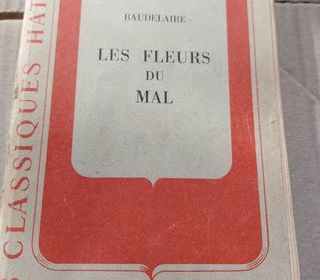 BAUDELAIRE
LES FLEURS
DU
MAL
CLASSIQUES